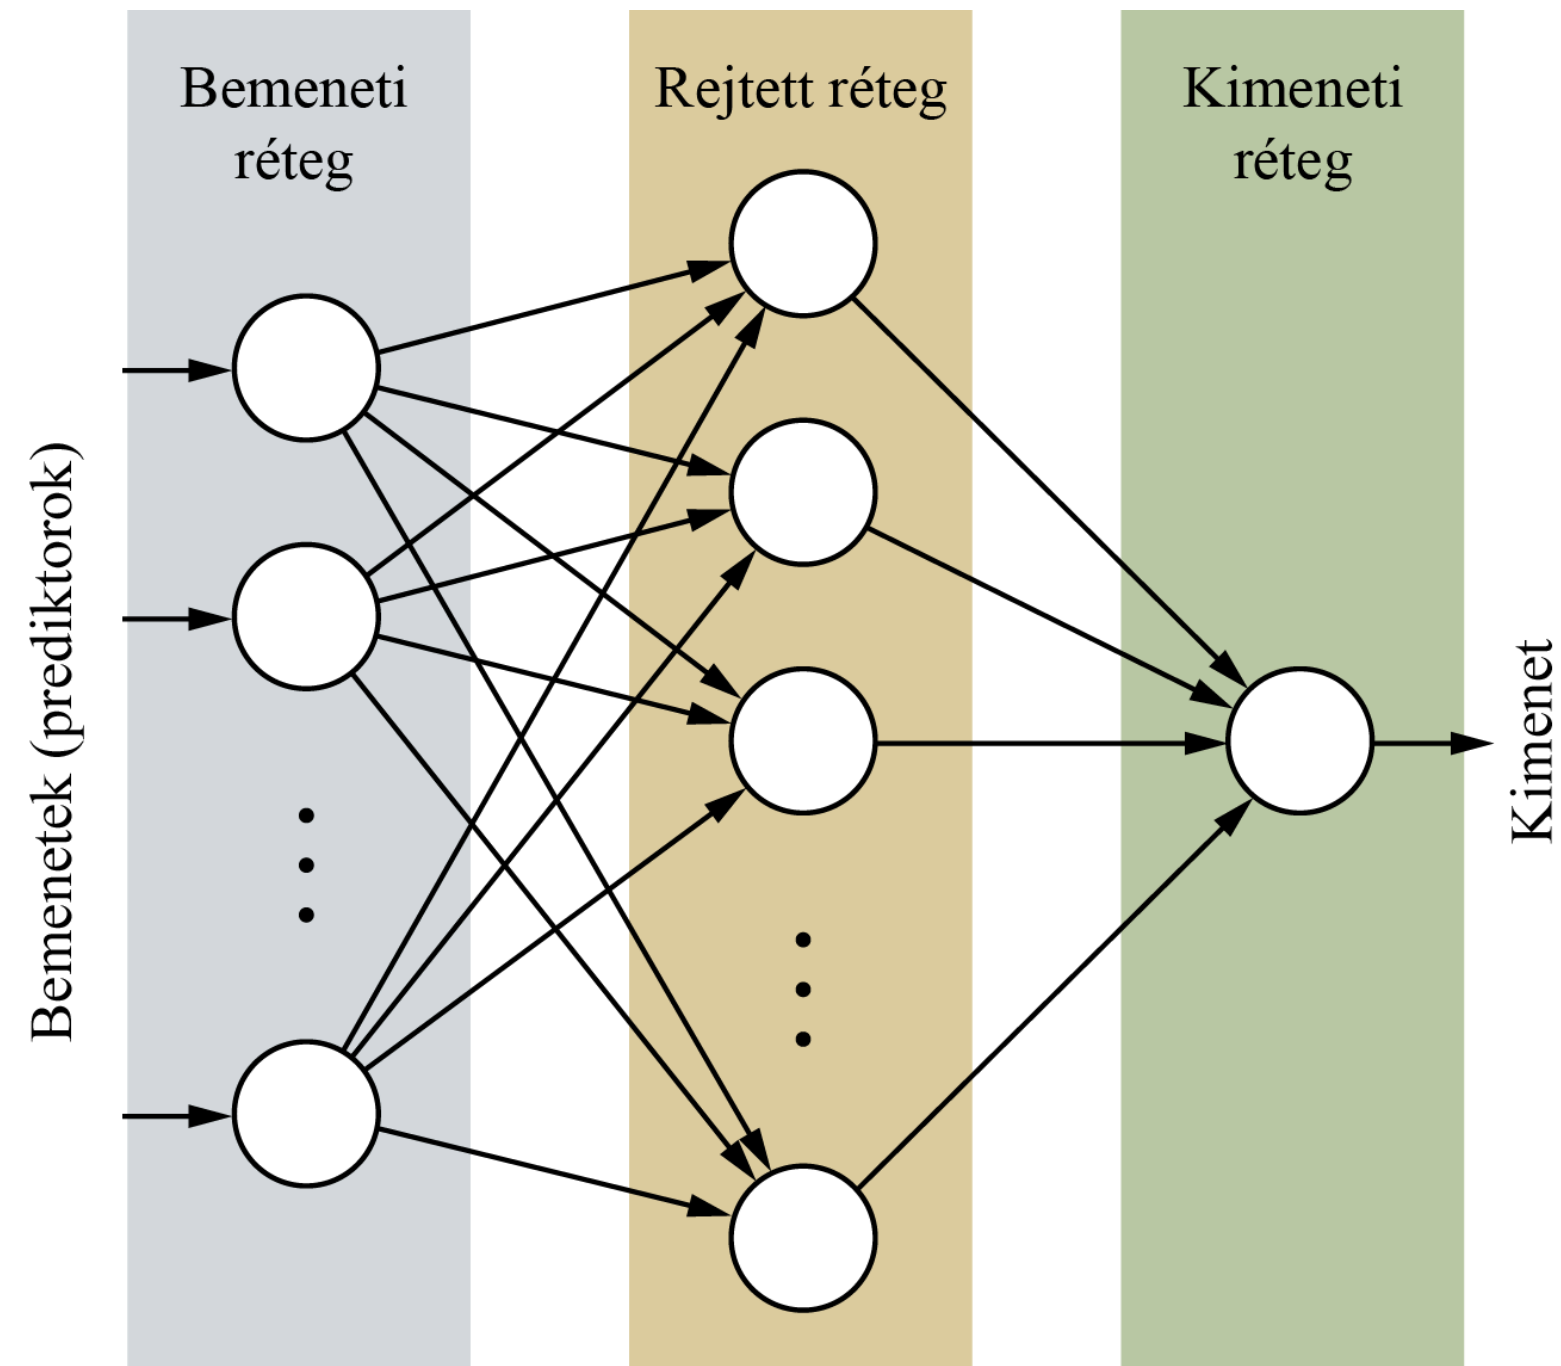 Bemeneti
réteg
Rejtett réteg
Kimeneti
réteg
Bemenetek (prediktorok)
Kimenet